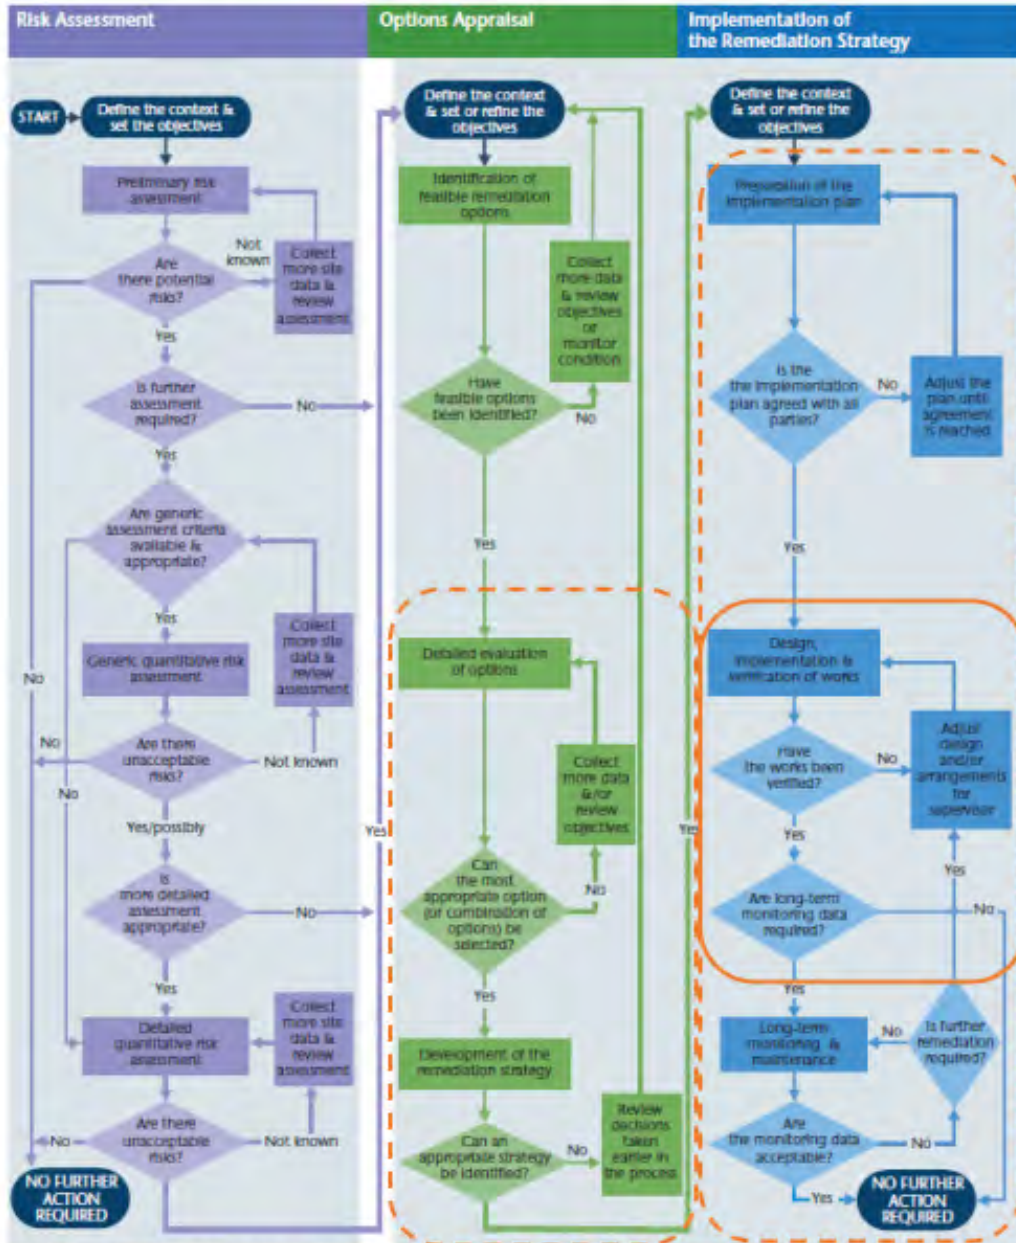 Risk Assessment
START
Define the context &
set the objectives
Preliminary risk
assessment
Are
there potential
risks?
Not
known
Collect
more site
data &
review
assessment
Yes
Is further
assessment
required?
No
Yes
Are generic
assessment criteria
available &
appropriate?
Yes
Generic quantitative risk
assessment
Collect
more site
data &
review
assessment
No
No
No
Are there
unacceptable
risks?
Not known
Yes/possibly
Is
more detailed
assessment
appropriate?
No
Yes
Detailed
quantitative risk
assessment
Collect
more site
data &
review
assessment
No
Are there
unacceptable
risks?
Not known
NO FURTHER
ACTION
REQUIRED
Yes
Options Appraisal
Define the context
& set or refine the
objectives
Identification of
feasible remediation
options
Collect
more data
& review
objectives
or
monitor
condition
Have
feasible options
been identified?
No
Yes
Detailed evaluation
of options
Collect
more data
&/or
review
objectives
Can
the most
appropriate option
(or combination of
options) be
selected?
No
Yes
Development of the
remediation strategy
Can an
appropriate strategy
be identified?
No
Review
decisions
taken
earlier in
the process
Yes
Implementation of
the Remediation Strategy
Define the context
& set or refine the
objectives
Preparation of the
implementation plan
Is the
the implementation
plan agreed with all
parties?
No
Adjust the
plan until
agreement
is reached
Yes
Design,
implementation &
verification of works
Have
the works been
verified?
No
Adjust
design
and/or
arrangements
for
supervisor
Yes
Yes
Are long-term
monitoring data
required?
No
Yes
Long-term
monitoring &
maintenance
No
Is further
remediation
required?
Are
the monitoring data
acceptable?
No
Yes
NO FURTHER
ACTION
REQUIRED